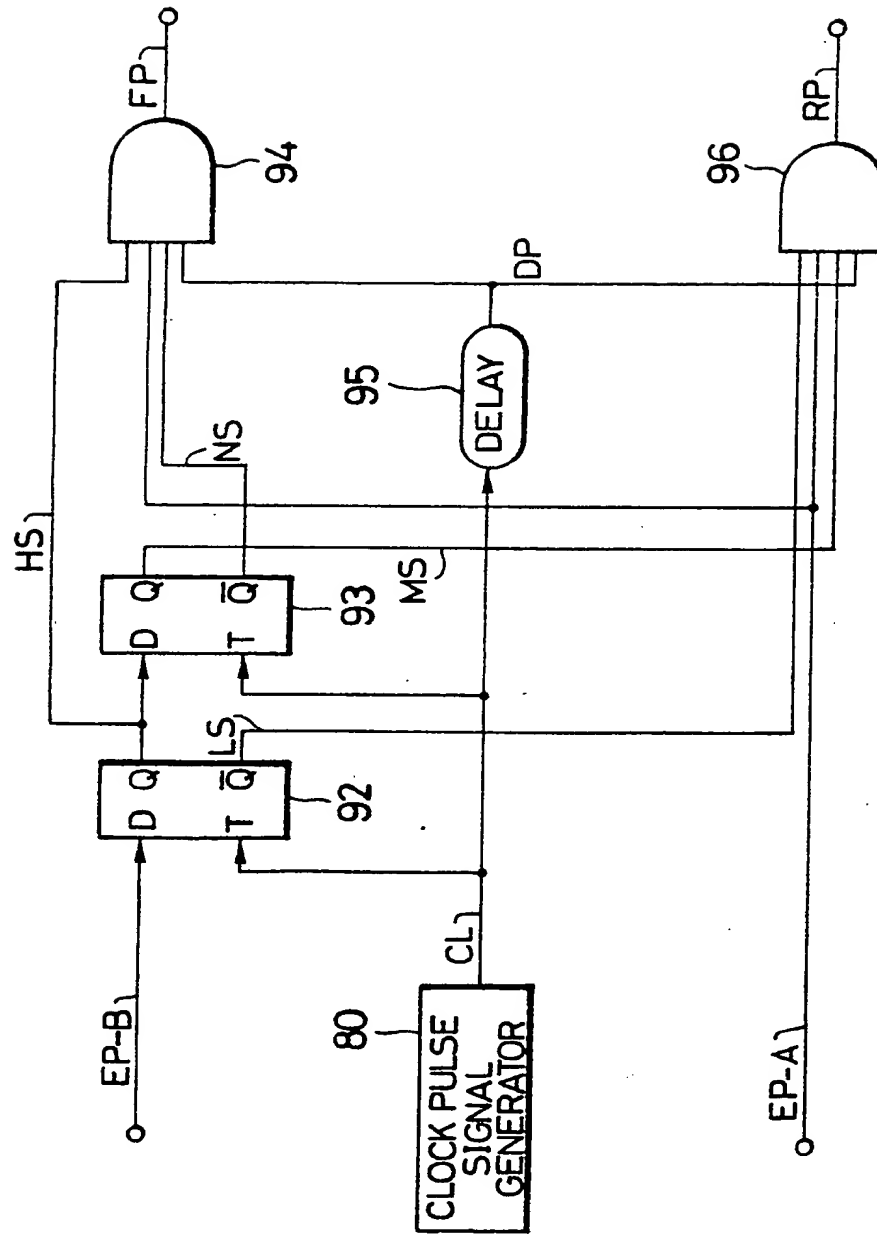 EP-B
D Q
T Q̅
92
LS
HS
D Q
T Q̅
93
NS
MS
FP
94
CLOCK PULSE
SIGNAL
GENERATOR
80
CL
DELAY
95
DP
EP-A
RP
96